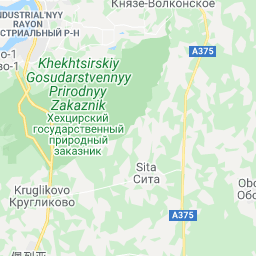 Князе-Волконское
INDUSTRIAL'NYY
RAYON
СТРИАЛЬНЫЙ Р-Н
A375
Khekhtsirskiy
Gosudarstvennyy
Prirodnyy
Zakaznik
Хехцирский
государственный
природный
заказник
Sita
Сита
Kruglikovo
Кругликово
A375